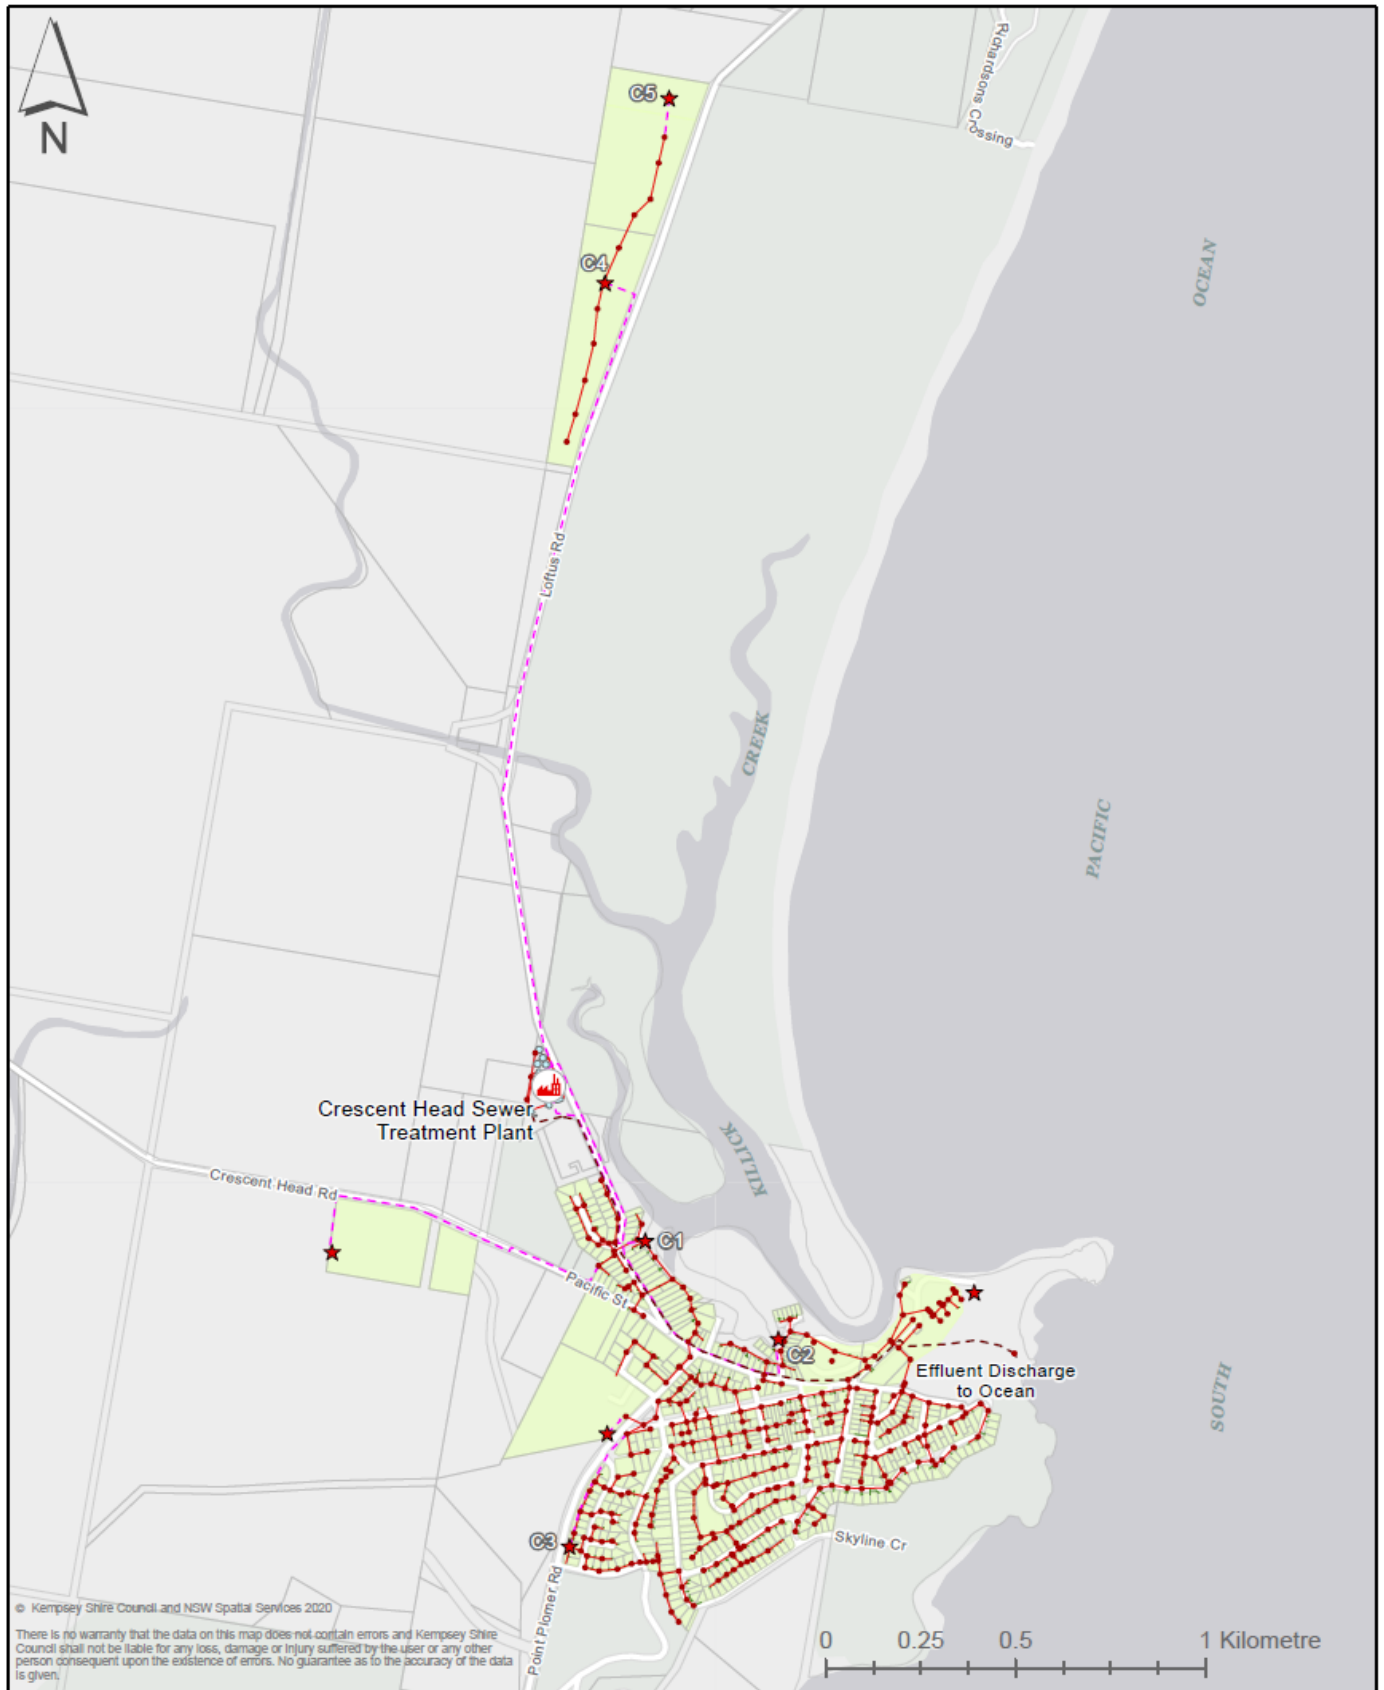 N
Richardsons Crossing
C5
C4
OCEAN
Loftus Rd
CREEK
PACIFIC
Crescent Head Sewer
Treatment Plant
KILLICK
Crescent Head Rd
C1
Pacific St
C2
Effluent Discharge
to Ocean
SOUTH
C3
Skyline Cr
Point Plomer Rd
© Kempsey Shire Council and NSW Spatial Services 2020
There is no warranty that the data on this map does not contain errors and Kempsey Shire
Council shall not be liable for any loss, damage or injury suffered by the user or any other
person consequent upon the existence of errors. No guarantee as to the accuracy of the data
is given.
0 0.25 0.5 1 Kilometre